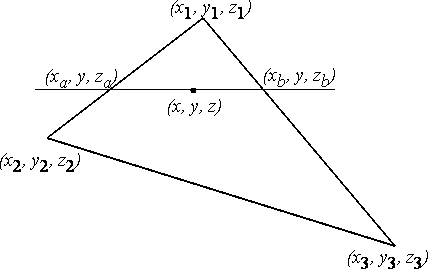 (x1, y1, z1)
(xa, y, za)
(xb, y, zb)
(x, y, z)
(x2, y2, z2)
(x3, y3, z3)